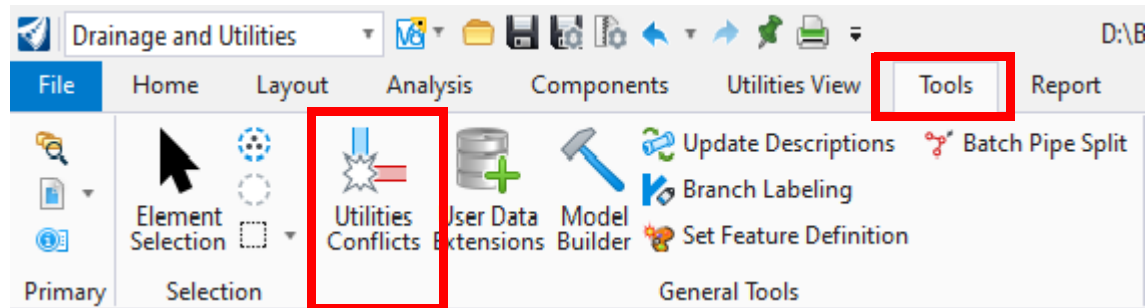 Drainage and Utilities
D:\B
File Home Layout Analysis Components Utilities View Tools Report
Element Selection
Utilities Conflicts
User Data Extensions
Model Builder
Update Descriptions
Branch Labeling
Set Feature Definition
Batch Pipe Split
Primary Selection General Tools